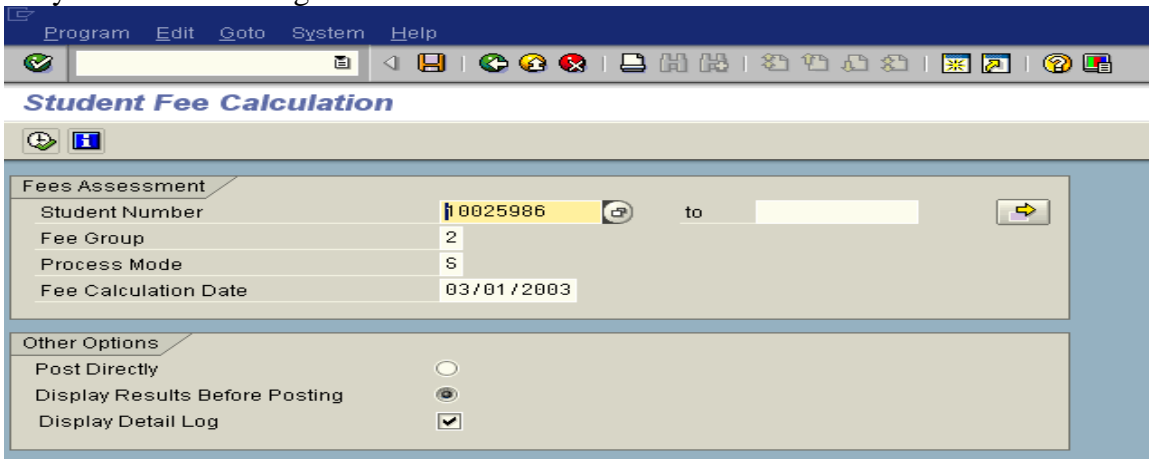 Program Edit Goto System Help
Student Fee Calculation
Fees Assessment
Student Number 10025986 to
Fee Group 2
Process Mode S
Fee Calculation Date 03/01/2003
Other Options
Post Directly
Display Results Before Posting
Display Detail Log